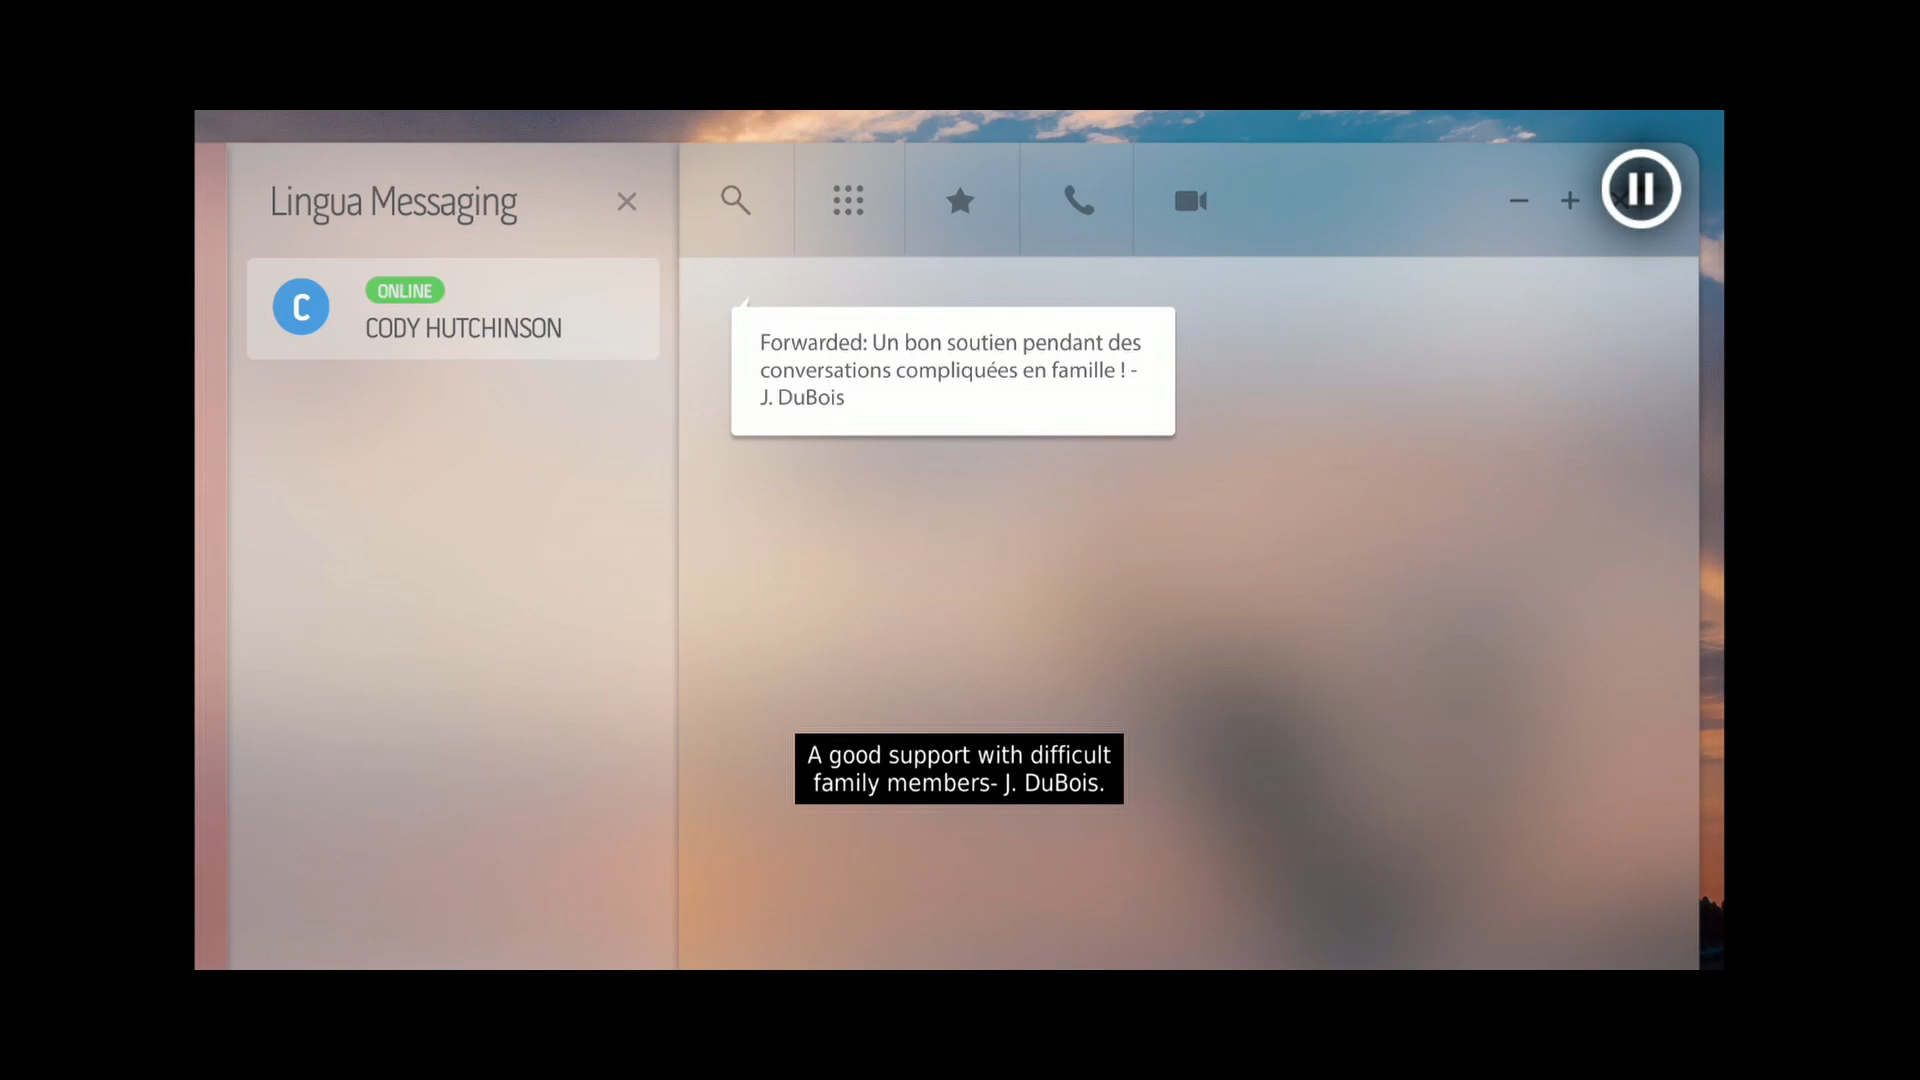 Lingua Messaging
C
ONLINE
CODY HUTCHINSON
Forwarded: Un bon soutien pendant des
conversations compliquées en famille ! -
J. DuBois
A good support with difficult
family members- J. DuBois.